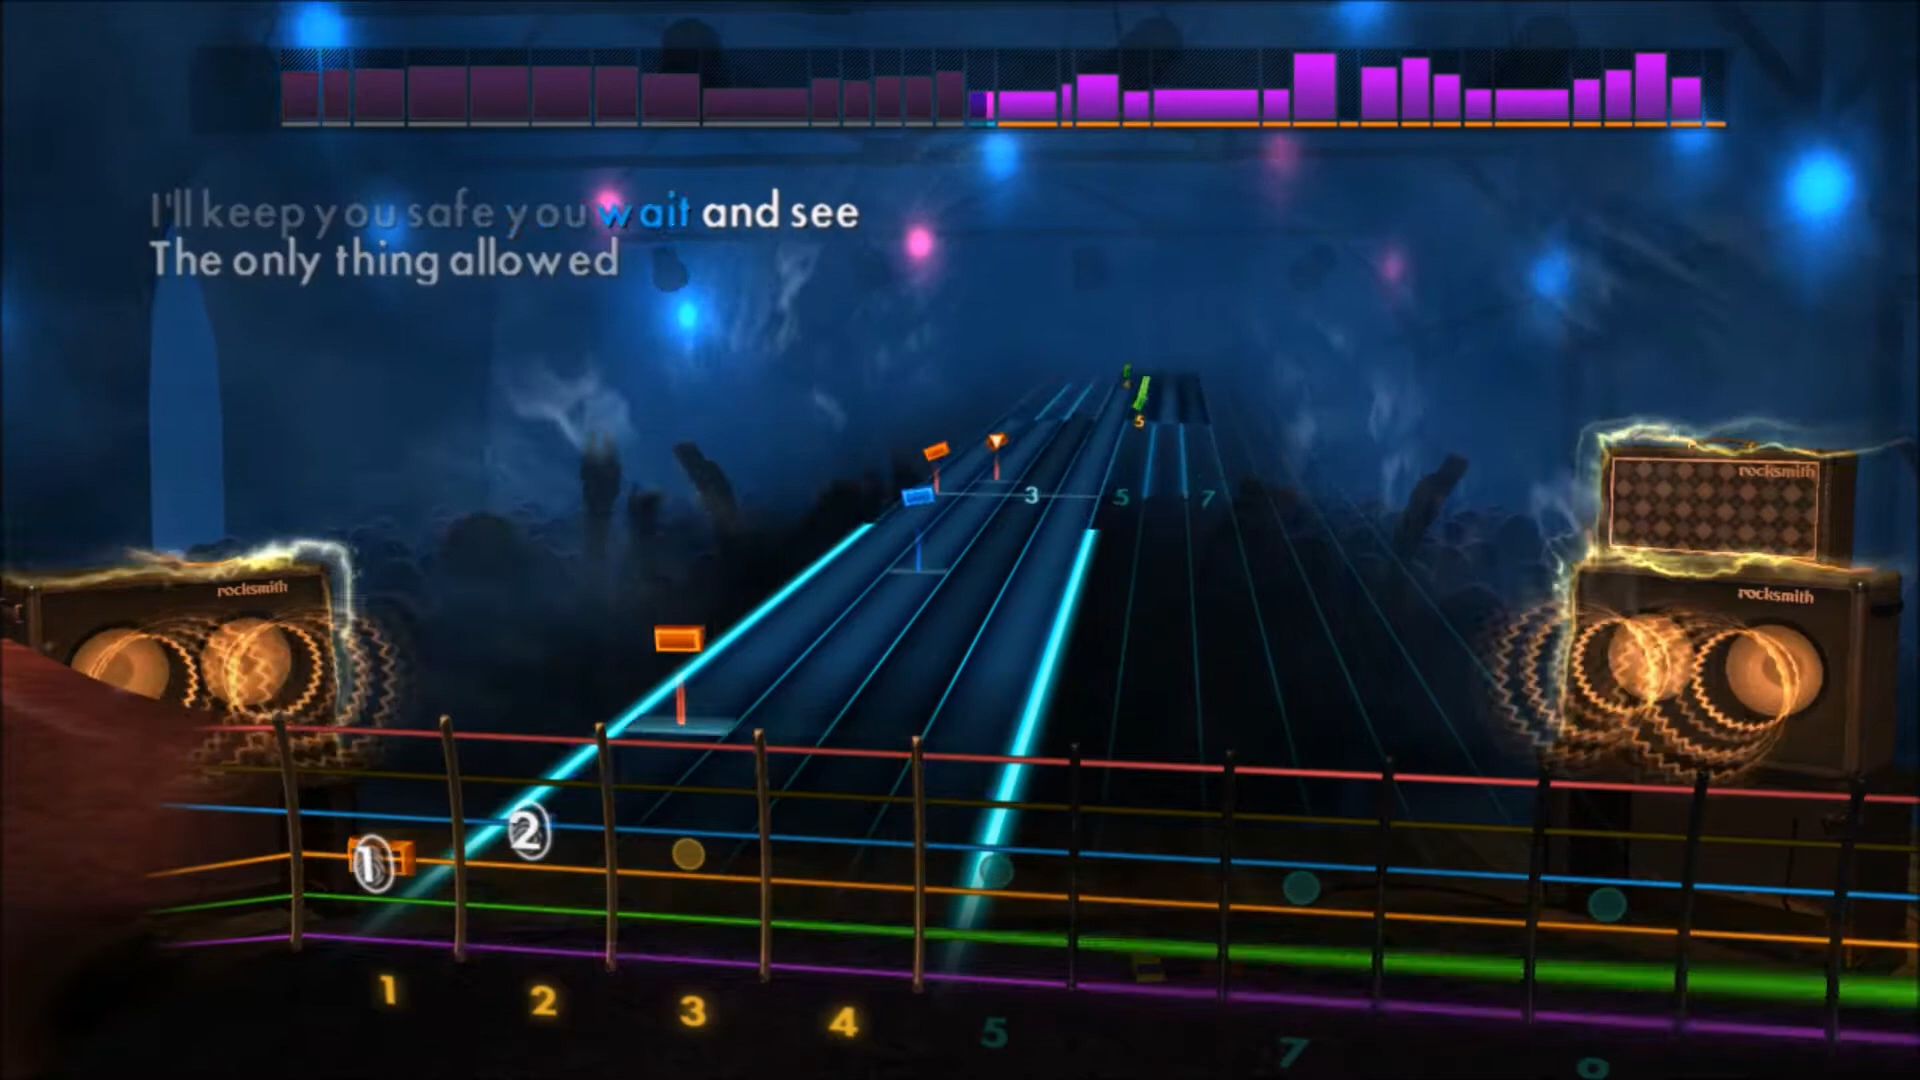 I'll keep you safe you wait and see
The only thing allowed
rocksmith
rocksmith
rocksmith
5
4
3 5 7
1 2
1 2 3 4 5 7